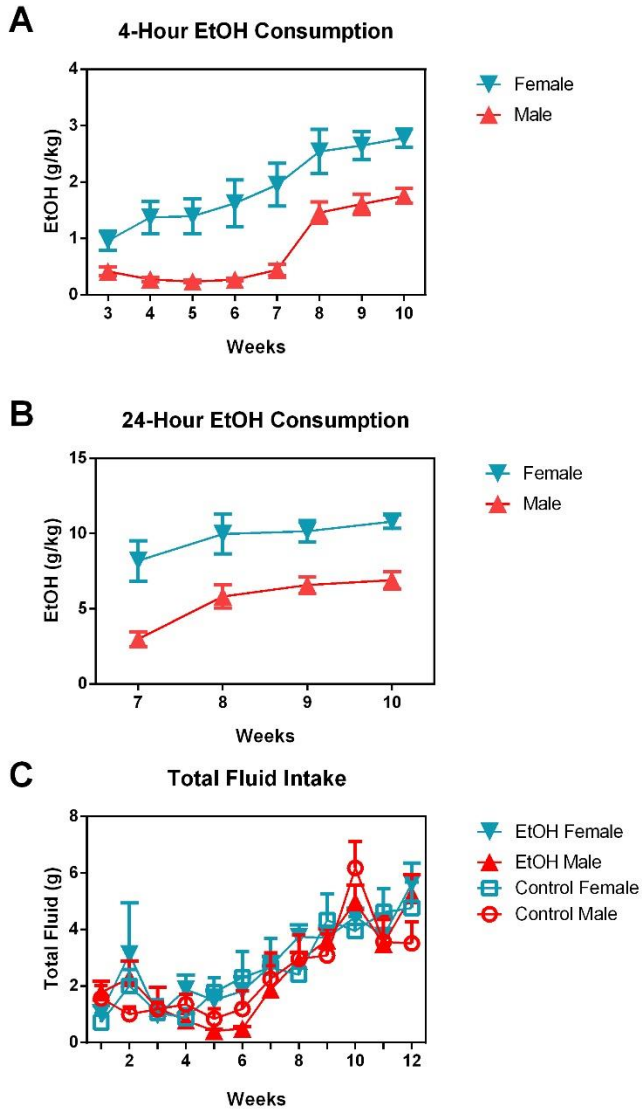 A
4-Hour EtOH Consumption
4
3
2
1
0
EtOH (g/kg)
3 4 5 6 7 8 9 10
Weeks
Female
Male
B
24-Hour EtOH Consumption
15
10
5
0
EtOH (g/kg)
7 8 9 10
Weeks
Female
Male
C
Total Fluid Intake
8
6
4
2
0
Total Fluid (g)
2 4 6 8 10 12
Weeks
EtOH Female
EtOH Male
Control Female
Control Male